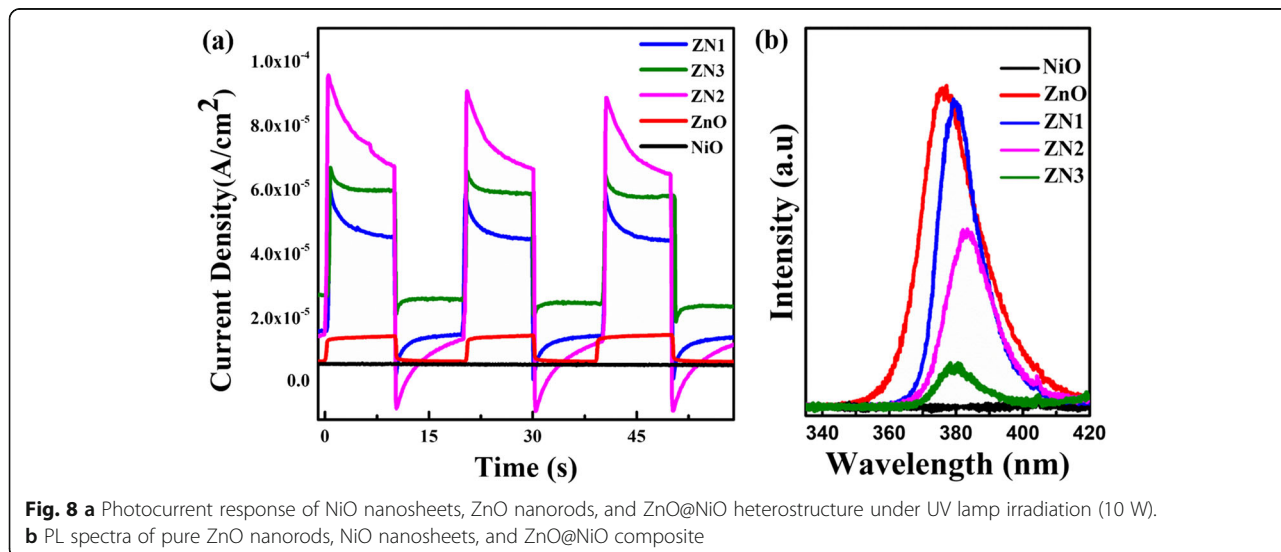 (a)
ZN1
ZN3
ZN2
ZnO
NiO
1.0x10⁻⁴
8.0x10⁻⁵
6.0x10⁻⁵
4.0x10⁻⁵
2.0x10⁻⁵
0.0
Current Density(A/cm²)
0 15 30 45
Time (s)
(b)
NiO
ZnO
ZN1
ZN2
ZN3
Intensity (a.u)
340 360 380 400 420
Wavelength (nm)
Fig. 8 a Photocurrent response of NiO nanosheets, ZnO nanorods, and ZnO@NiO heterostructure under UV lamp irradiation (10 W).
b PL spectra of pure ZnO nanorods, NiO nanosheets, and ZnO@NiO composite